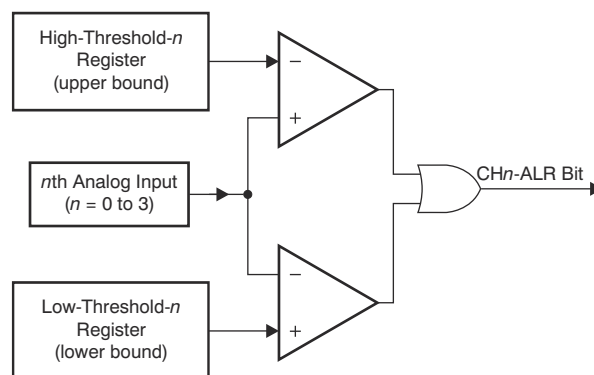 High-Threshold-n
Register
(upper bound)
−
+
nth Analog Input
(n = 0 to 3)
CHn-ALR Bit
−
+
Low-Threshold-n
Register
(lower bound)